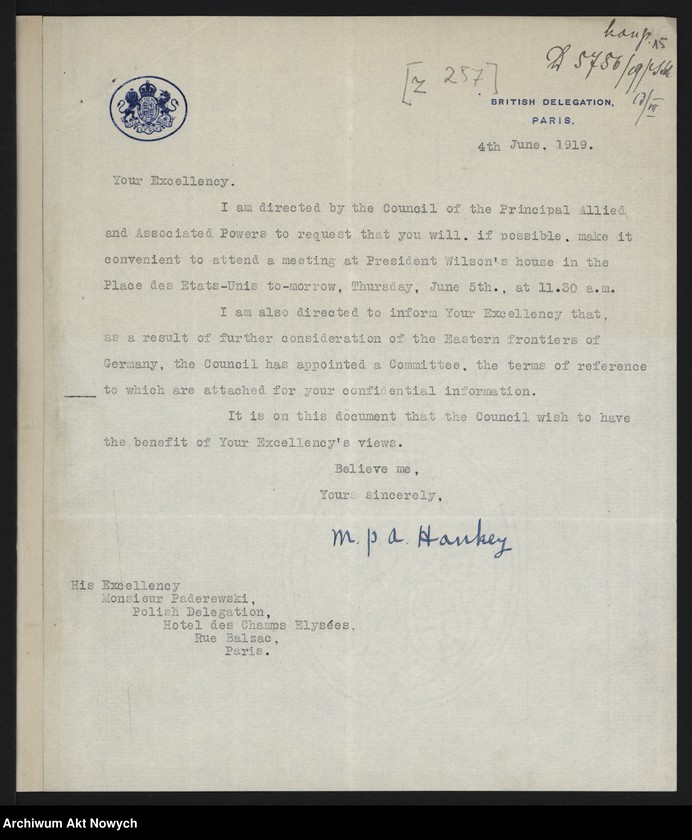 [Z 257]
BRITISH DELEGATION,
PARIS.
4th June. 1919.
Your Excellency.
I am directed by the Council of the Principal Allied
and Associated Powers to request that you will. if possible. make it
convenient to attend a meeting at President Wilson's house in the
Place des Etats-Unis to-morrow, Thursday, June 5th., at 11.30 a.m.
I am also directed to inform Your Excellency that,
as a result of further consideration of the Eastern frontiers of
Germany, the Council has appointed a Committee. the terms of reference
to which are attached for your confidential information.
It is on this document that the Council wish to have
the benefit of Your Excellency's views.
Believe me,
Yours sincerely,
M. P. A. Hankey
His Excellency
Monsieur Paderewski,
Polish Delegation,
Hotel des Champs Elysées.
Rue Balzac,
Paris.
Archiwum Akt Nowych